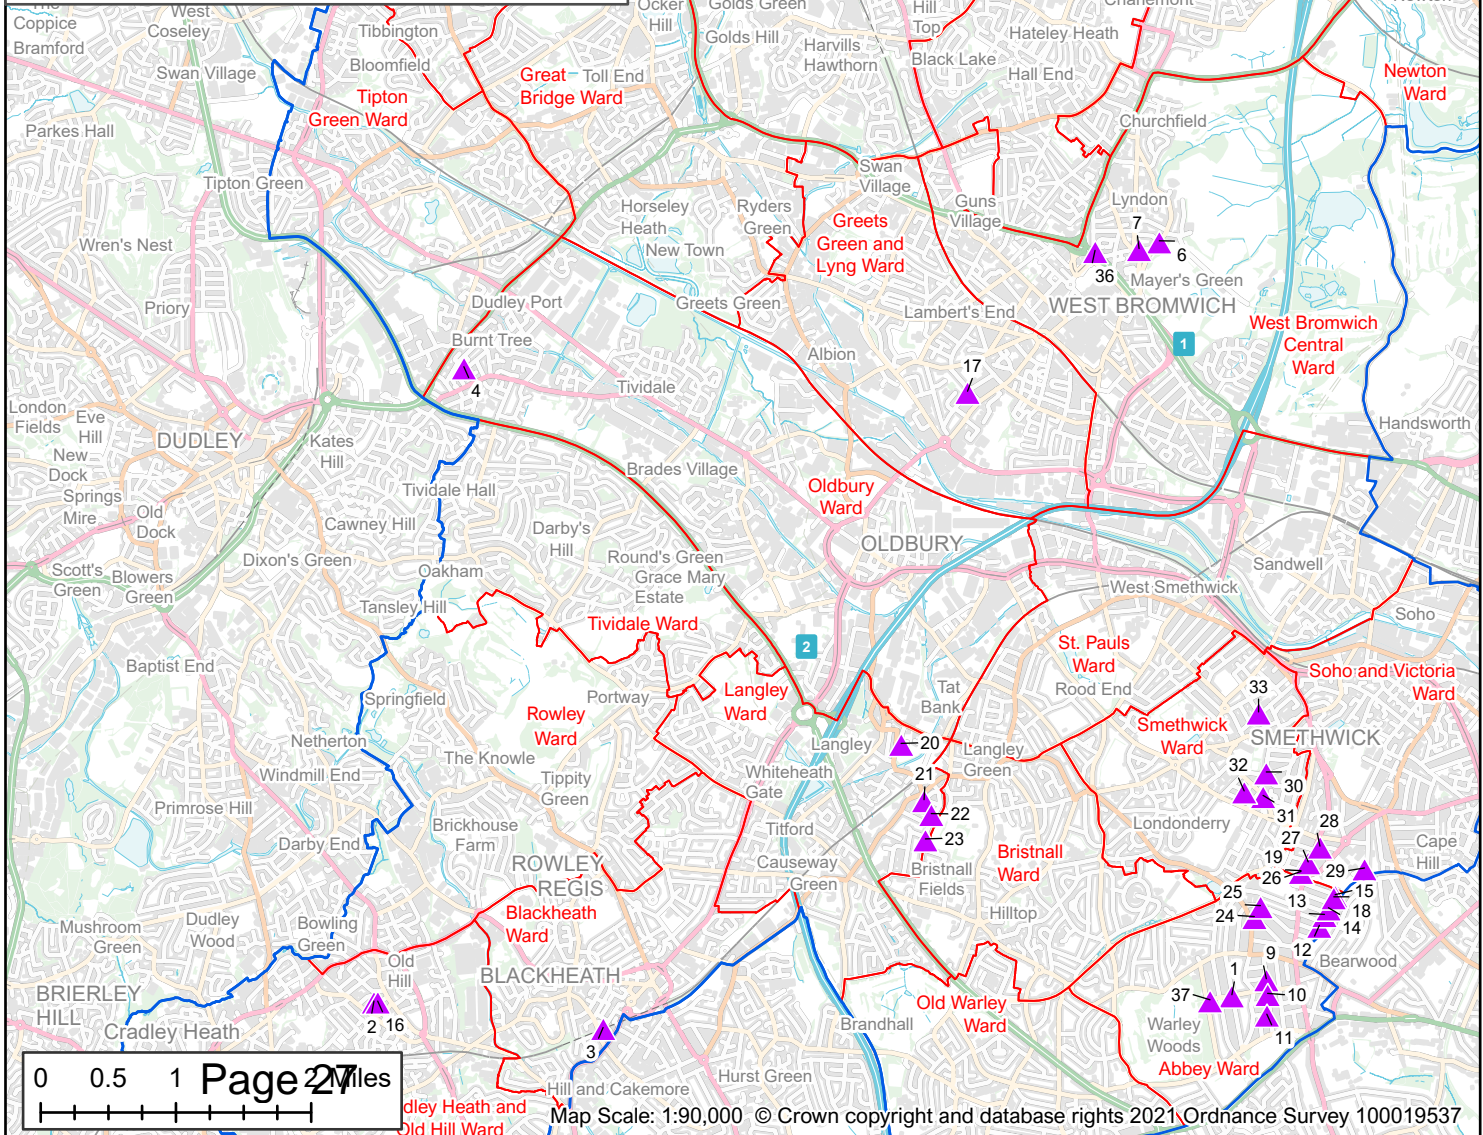 West
Coseley
Coppice
Bramford
Swan Village
Tibbington
Bloomfield
Ocker
Hill
Golds Green
Golds Hill
Harvills
Hawthorn
Hill
Top
Black Lake
Charlemont
Hateley Heath
Hall End
Newton
Ward
Tipton
Green Ward
Great
Bridge Ward
Toll End
Parkes Hall
Churchfield
Tipton Green
Swan
Village
Guns
Village
Lyndon
Horseley
Heath
Ryders
Green
Greets
Green and
Lyng Ward
Wren's Nest
New Town
7
6
36
Mayer's Green
WEST BROMWICH
Priory
Dudley Port
Greets Green
Lambert's End
West Bromwich
Central
Ward
1
Burnt Tree
4
Albion
17
Tividale
London
Fields
Eve
Hill
DUDLEY
Kates
Hill
Handsworth
New
Dock
Springs
Mire
Old
Dock
Tividale Hall
Brades Village
Oldbury
Ward
Cawney Hill
Darby's
Hill
OLDBURY
Dixon's Green
Round's Green
Grace Mary
Estate
Scott's
Green
Blowers
Green
Oakham
Sandwell
West Smethwick
Tansley Hill
Tividale Ward
Soho
2
St. Pauls
Ward
Rood End
Soho and Victoria
Ward
Baptist End
Springfield
Portway
Langley
Ward
Tat
Bank
33
Rowley
Ward
Smethwick
Ward
SMETHWICK
Netherton
The Knowle
Langley
20
Langley
Green
Windmill End
Tippity
Green
Whiteheath
Gate
21
32
30
31
Primrose Hill
Brickhouse
Farm
22
23
Londonderry
28
Darby End
Titford
27
Cape
Hill
ROWLEY
REGIS
Causeway
Green
Bristnall
Fields
Bristnall
Ward
19
26
29
25
24
13
15
18
14
12
Mushroom
Green
Dudley
Wood
Bowling
Green
Blackheath
Ward
Hilltop
Old
Hill
BLACKHEATH
Bearwood
9
1
37
10
11
BRIERLEY
HILL
Cradley Heath
2
16
3
Old Warley
Ward
Brandhall
Warley
Woods
Abbey Ward
0
0.5
1
2 Miles
Page 27
Hill and Cakemore
Hurst Green
dley Heath and
Old Hill Ward
Map Scale: 1:90,000 © Crown copyright and database rights 2021 Ordnance Survey 100019537